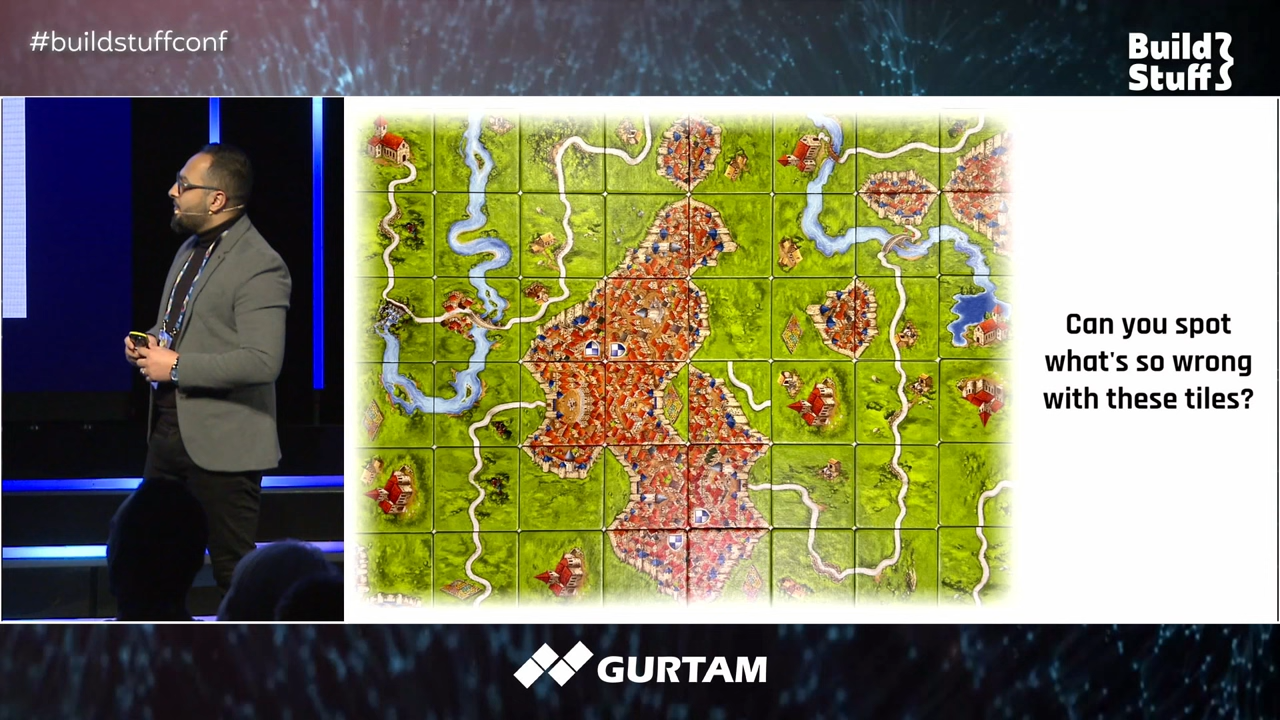 #buildstuffconf
Build
Stuff
Can you spot
what's so wrong
with these tiles?
GURTAM